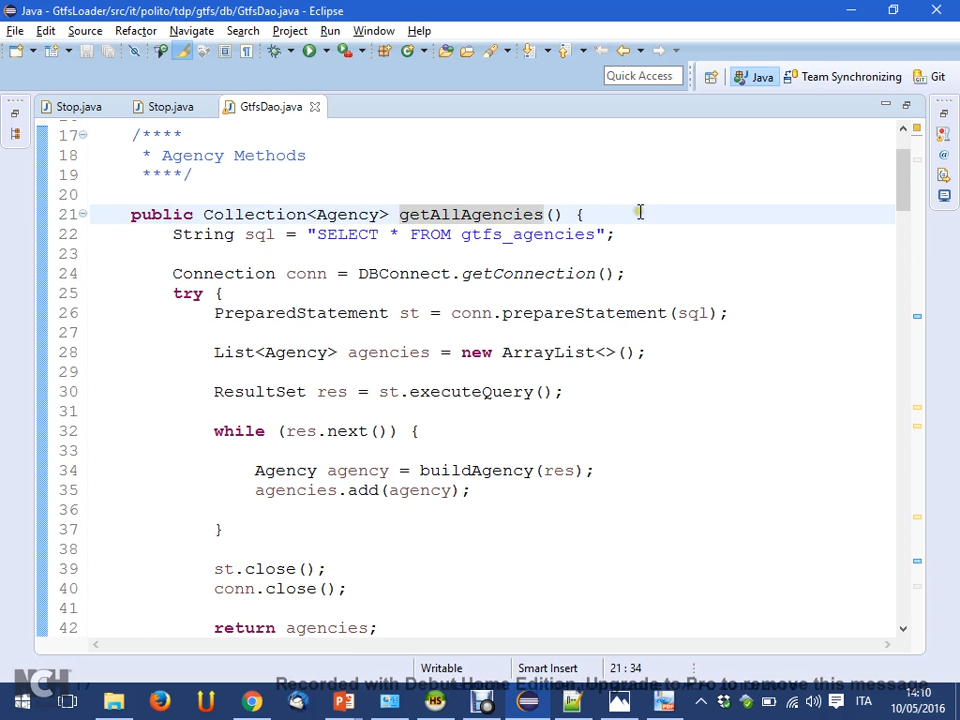 Java - GtfsLoader/src/it/polito/tdp/gtfs/db/GtfsDao.java - Eclipse
File Edit Source Refactor Navigate Search Project Run Window Help
Quick Access
Java
Team Synchronizing
Git
Stop.java
Stop.java
GtfsDao.java
17 /****
18 * Agency Methods
19 ****/
20
21 public Collection<Agency> getAllAgencies() {
22 String sql = "SELECT * FROM gtfs_agencies";
23
24 Connection conn = DBConnect.getConnection();
25 try {
26 PreparedStatement st = conn.prepareStatement(sql);
27
28 List<Agency> agencies = new ArrayList<>();
29
30 ResultSet res = st.executeQuery();
31
32 while (res.next()) {
33
34 Agency agency = buildAgency(res);
35 agencies.add(agency);
36
37 }
38
39 st.close();
40 conn.close();
41
42 return agencies;
Writable
Smart Insert
21 : 34
NCH
Recorded with Debut Home Edition. Upgrade to Pro to remove this message
HS
ITA
14:10
10/05/2016